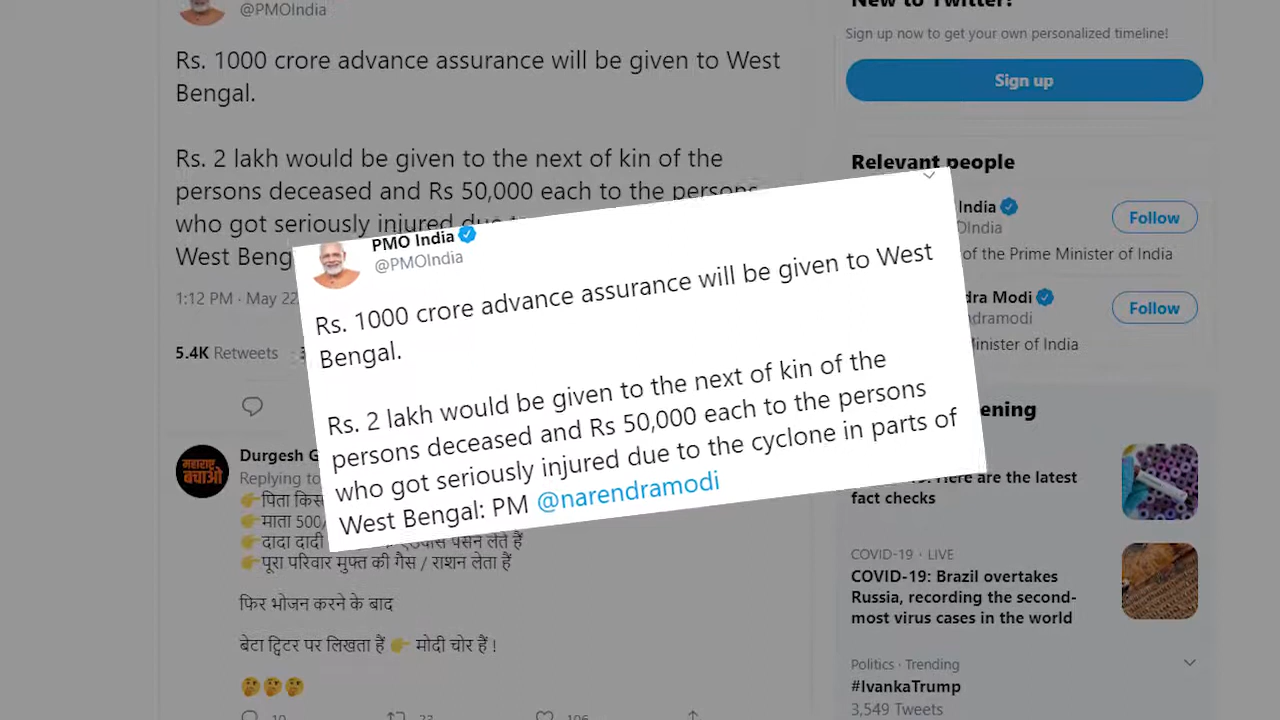 @PMOIndia
Rs. 1000 crore advance assurance will be given to West
Bengal.
Rs. 2 lakh would be given to the next of kin of the
persons deceased and Rs 50,000 each to the persons
who got seriously injured due
West Beng
1:12 PM · May 22
5.4K Retweets
PMO India
@PMOIndia
Rs. 1000 crore advance assurance will be given to West
Bengal.
Rs. 2 lakh would be given to the next of kin of the
persons deceased and Rs 50,000 each to the persons
who got seriously injured due to the cyclone in parts of
West Bengal: PM @narendramodi
महाराष्ट्र
बचाओ
Durgesh G
Replying to
👉पिता किस
👉माता 500/
👉दादा दादी
👉पूरा परिवार मुफ्त की गैस / राशन लेता हैं
फिर भोजन करने के बाद
बेटा ट्विटर पर लिखता हैं 👉 मोदी चोर हैं !
🤔🤔🤔
10
23
106
New to Twitter?
Sign up now to get your own personalized timeline!
Sign up
Relevant people
India
OIndia
Follow
of the Prime Minister of India
dra Modi
ndramodi
Follow
Minister of India
ening
Here are the latest
fact checks
COVID-19 · LIVE
COVID-19: Brazil overtakes
Russia, recording the second-
most virus cases in the world
Politics · Trending
#IvankaTrump
3,549 Tweets